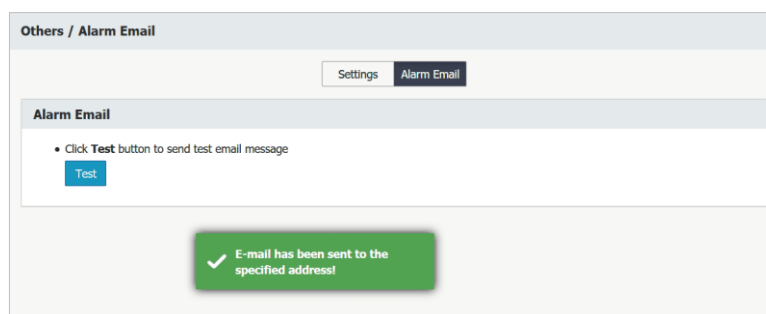 Others / Alarm Email
Settings Alarm Email
Alarm Email
• Click Test button to send test email message
Test
E-mail has been sent to the
specified address!